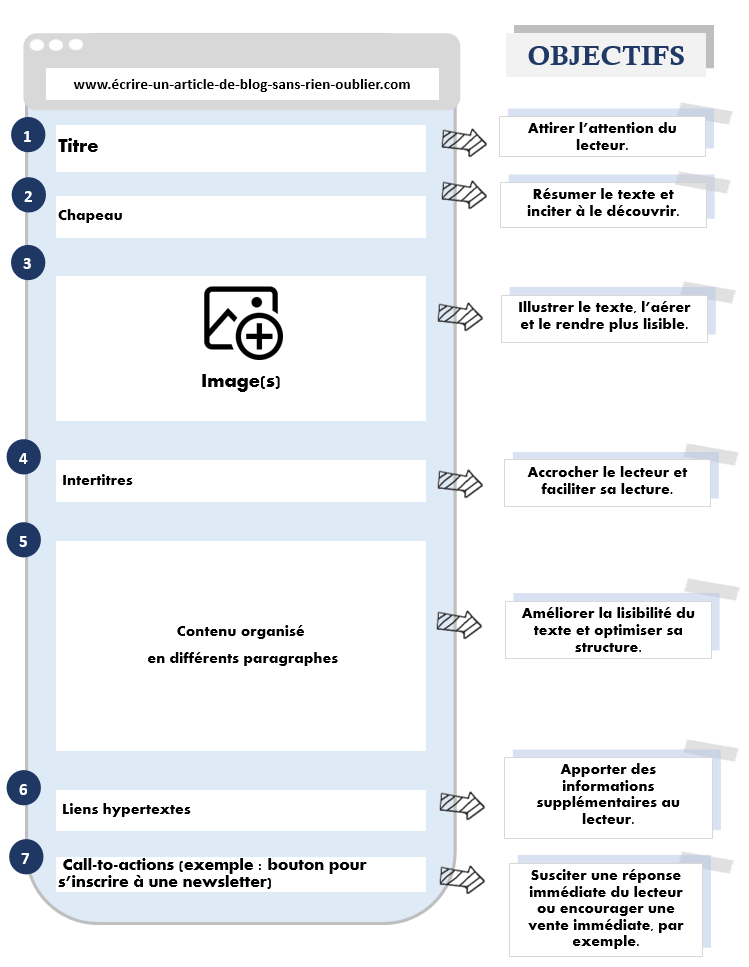 OBJECTIFS
www.écrire-un-article-de-blog-sans-rien-oublier.com
1
Titre
Attirer l'attention du
lecteur.
2
Chapeau
Résumer le texte et
inciter à le découvrir.
3
Image(s)
Illustrer le texte, l'aérer
et le rendre plus lisible.
4
Intertitres
Accrocher le lecteur et
faciliter sa lecture.
5
Contenu organisé
en différents paragraphes
Améliorer la lisibilité du
texte et optimiser sa
structure.
6
Liens hypertextes
Apporter des
informations
supplémentaires au
lecteur.
7
Call-to-actions (exemple : bouton pour
s'inscrire à une newsletter)
Susciter une réponse
immédiate du lecteur
ou encourager une
vente immédiate, par
exemple.